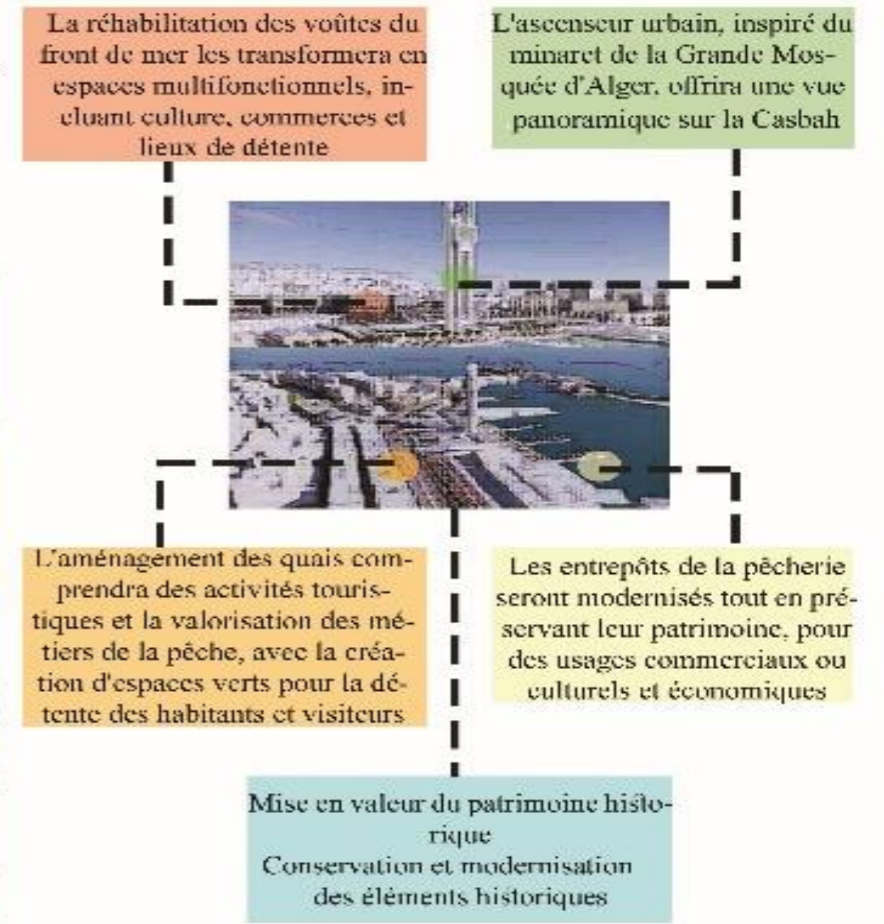 La réhabilitation des voûtes du
front de mer les transformera en
espaces multifonctionnels, in-
cluant culture, commerces et
lieux de détente
L'ascenseur urbain, inspiré du
minaret de la Grande Mos-
quée d'Alger, offrira une vue
panoramique sur la Casbah
L'aménagement des quais com-
prendra des activités touris-
tiques et la valorisation des mé-
tiers de la pêche, avec la créa-
tion d'espaces verts pour la dé-
tente des habitants et visiteurs
Les entrepôts de la pêcherie
seront modernisés tout en pré-
servant leur patrimoine, pour
des usages commerciaux ou
culturels et économiques
Mise en valeur du patrimoine histo-
rique
Conservation et modernisation
des éléments historiques